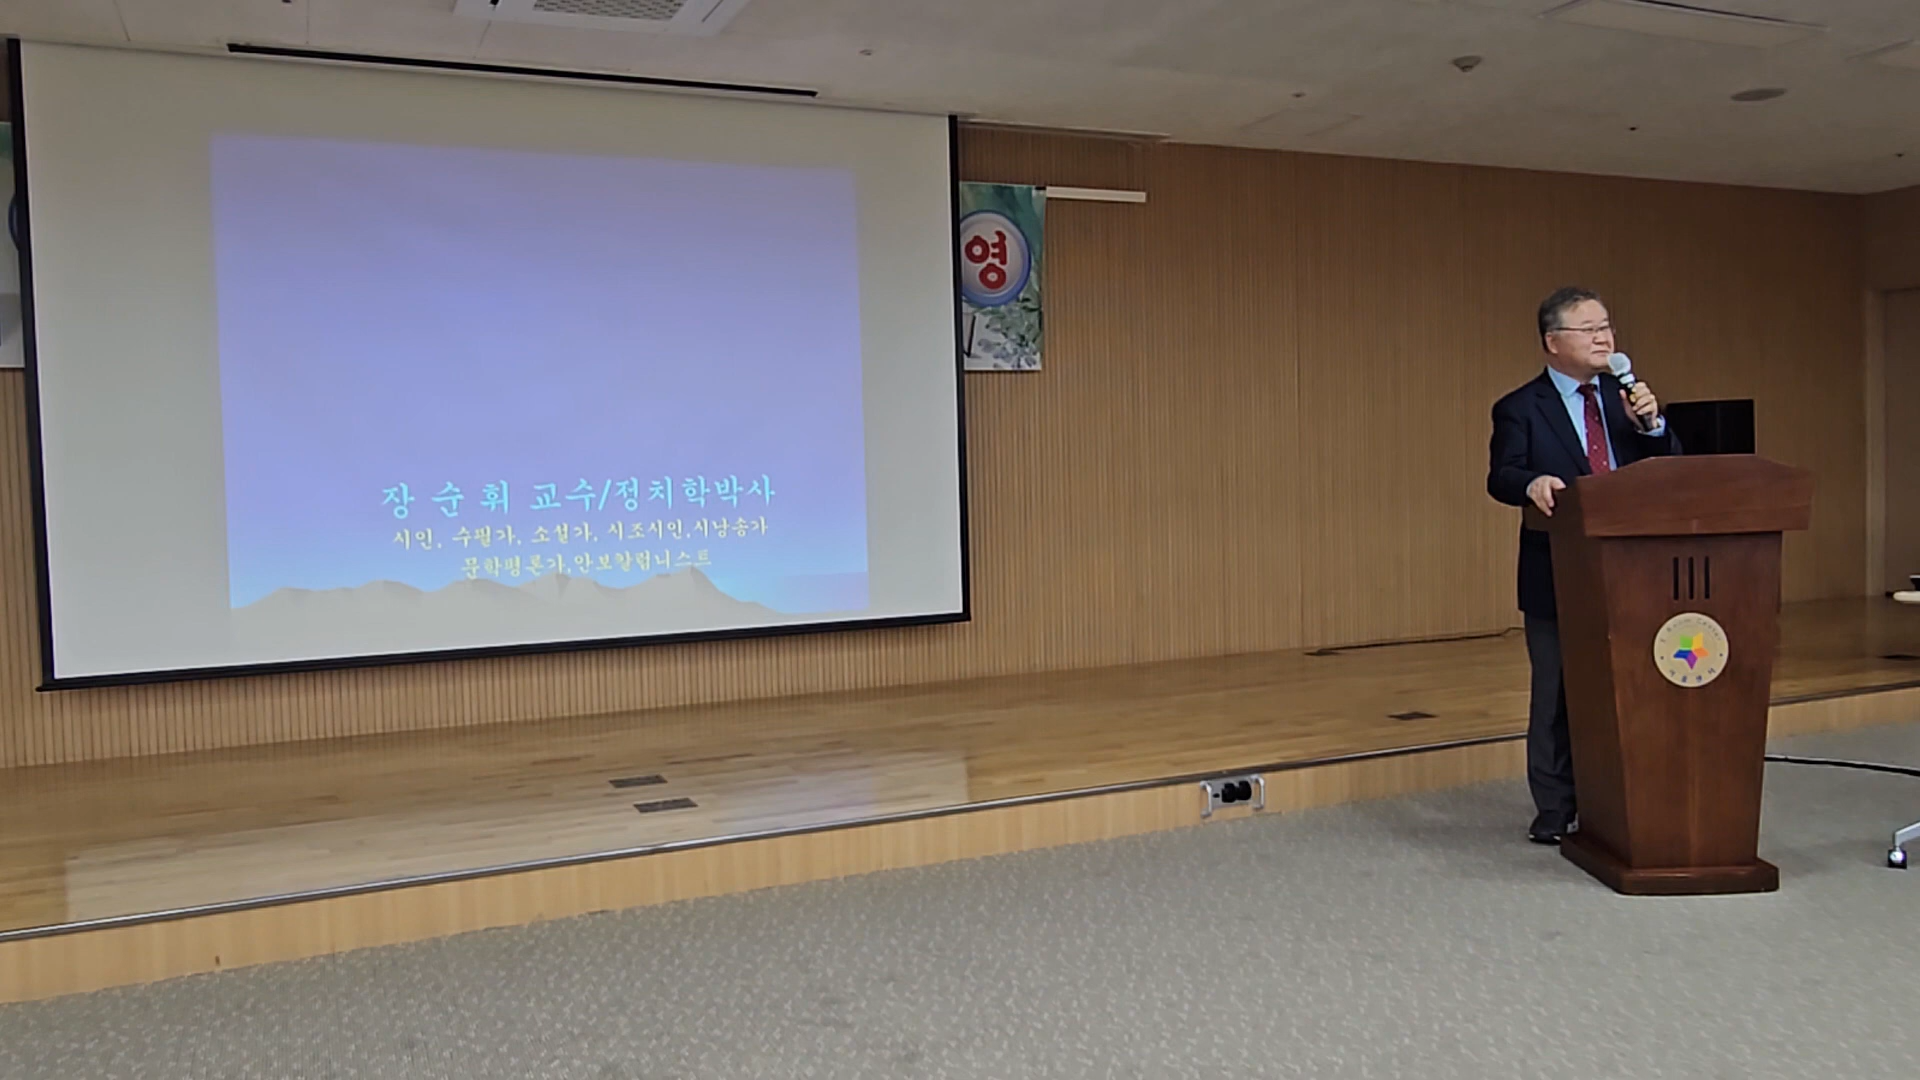 장 순 휘 교수/정치학박사
시인, 수필가, 소설가, 시조시인,시낭송가
문학평론가,안보칼럼니스트
영